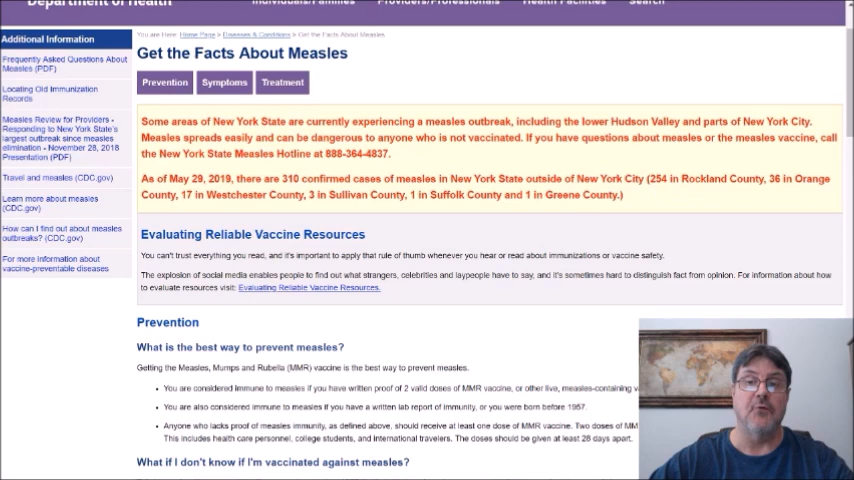 Department of Health
Individuals/Families
Providers/Professionals
Health Facilities
Search
You Are Here: Home Page > Diseases & Conditions > Get the Facts About Measles
Additional Information
Frequently Asked Questions About
Measles (PDF)
Locating Old Immunization
Records
Measles Review for Providers -
Responding to New York State's
largest outbreak since measles
elimination - November 28, 2018
Presentation (PDF)
Travel and measles (CDC.gov)
Learn more about measles
(CDC.gov)
How can I find out about measles
outbreaks? (CDC.gov)
For more information about
vaccine-preventable diseases
Get the Facts About Measles
Prevention
Symptoms
Treatment
Some areas of New York State are currently experiencing a measles outbreak, including the lower Hudson Valley and parts of New York City.
Measles spreads easily and can be dangerous to anyone who is not vaccinated. If you have questions about measles or the measles vaccine, call
the New York State Measles Hotline at 888-364-4837.
As of May 29, 2019, there are 310 confirmed cases of measles in New York State outside of New York City (254 in Rockland County, 36 in Orange
County, 17 in Westchester County, 3 in Sullivan County, 1 in Suffolk County and 1 in Greene County.)
Evaluating Reliable Vaccine Resources
You can't trust everything you read, and it's important to apply that rule of thumb whenever you hear or read about immunizations or vaccine safety.
The explosion of social media enables people to find out what strangers, celebrities and laypeople have to say, and it's sometimes hard to distinguish fact from opinion. For information about how
to evaluate resources visit: Evaluating Reliable Vaccine Resources.
Prevention
What is the best way to prevent measles?
Getting the Measles, Mumps and Rubella (MMR) vaccine is the best way to prevent measles.
• You are considered immune to measles if you have written proof of 2 valid doses of MMR vaccine, or other live, measles-containing
• You are also considered immune to measles if you have a written lab report of immunity, or you were born before 1957.
• Anyone who lacks proof of measles immunity, as defined above, should receive at least one dose of MMR vaccine. Two doses of MM
This includes health care personnel, college students, and international travelers. The doses should be given at least 28 days apart.
What if I don't know if I'm vaccinated against measles?